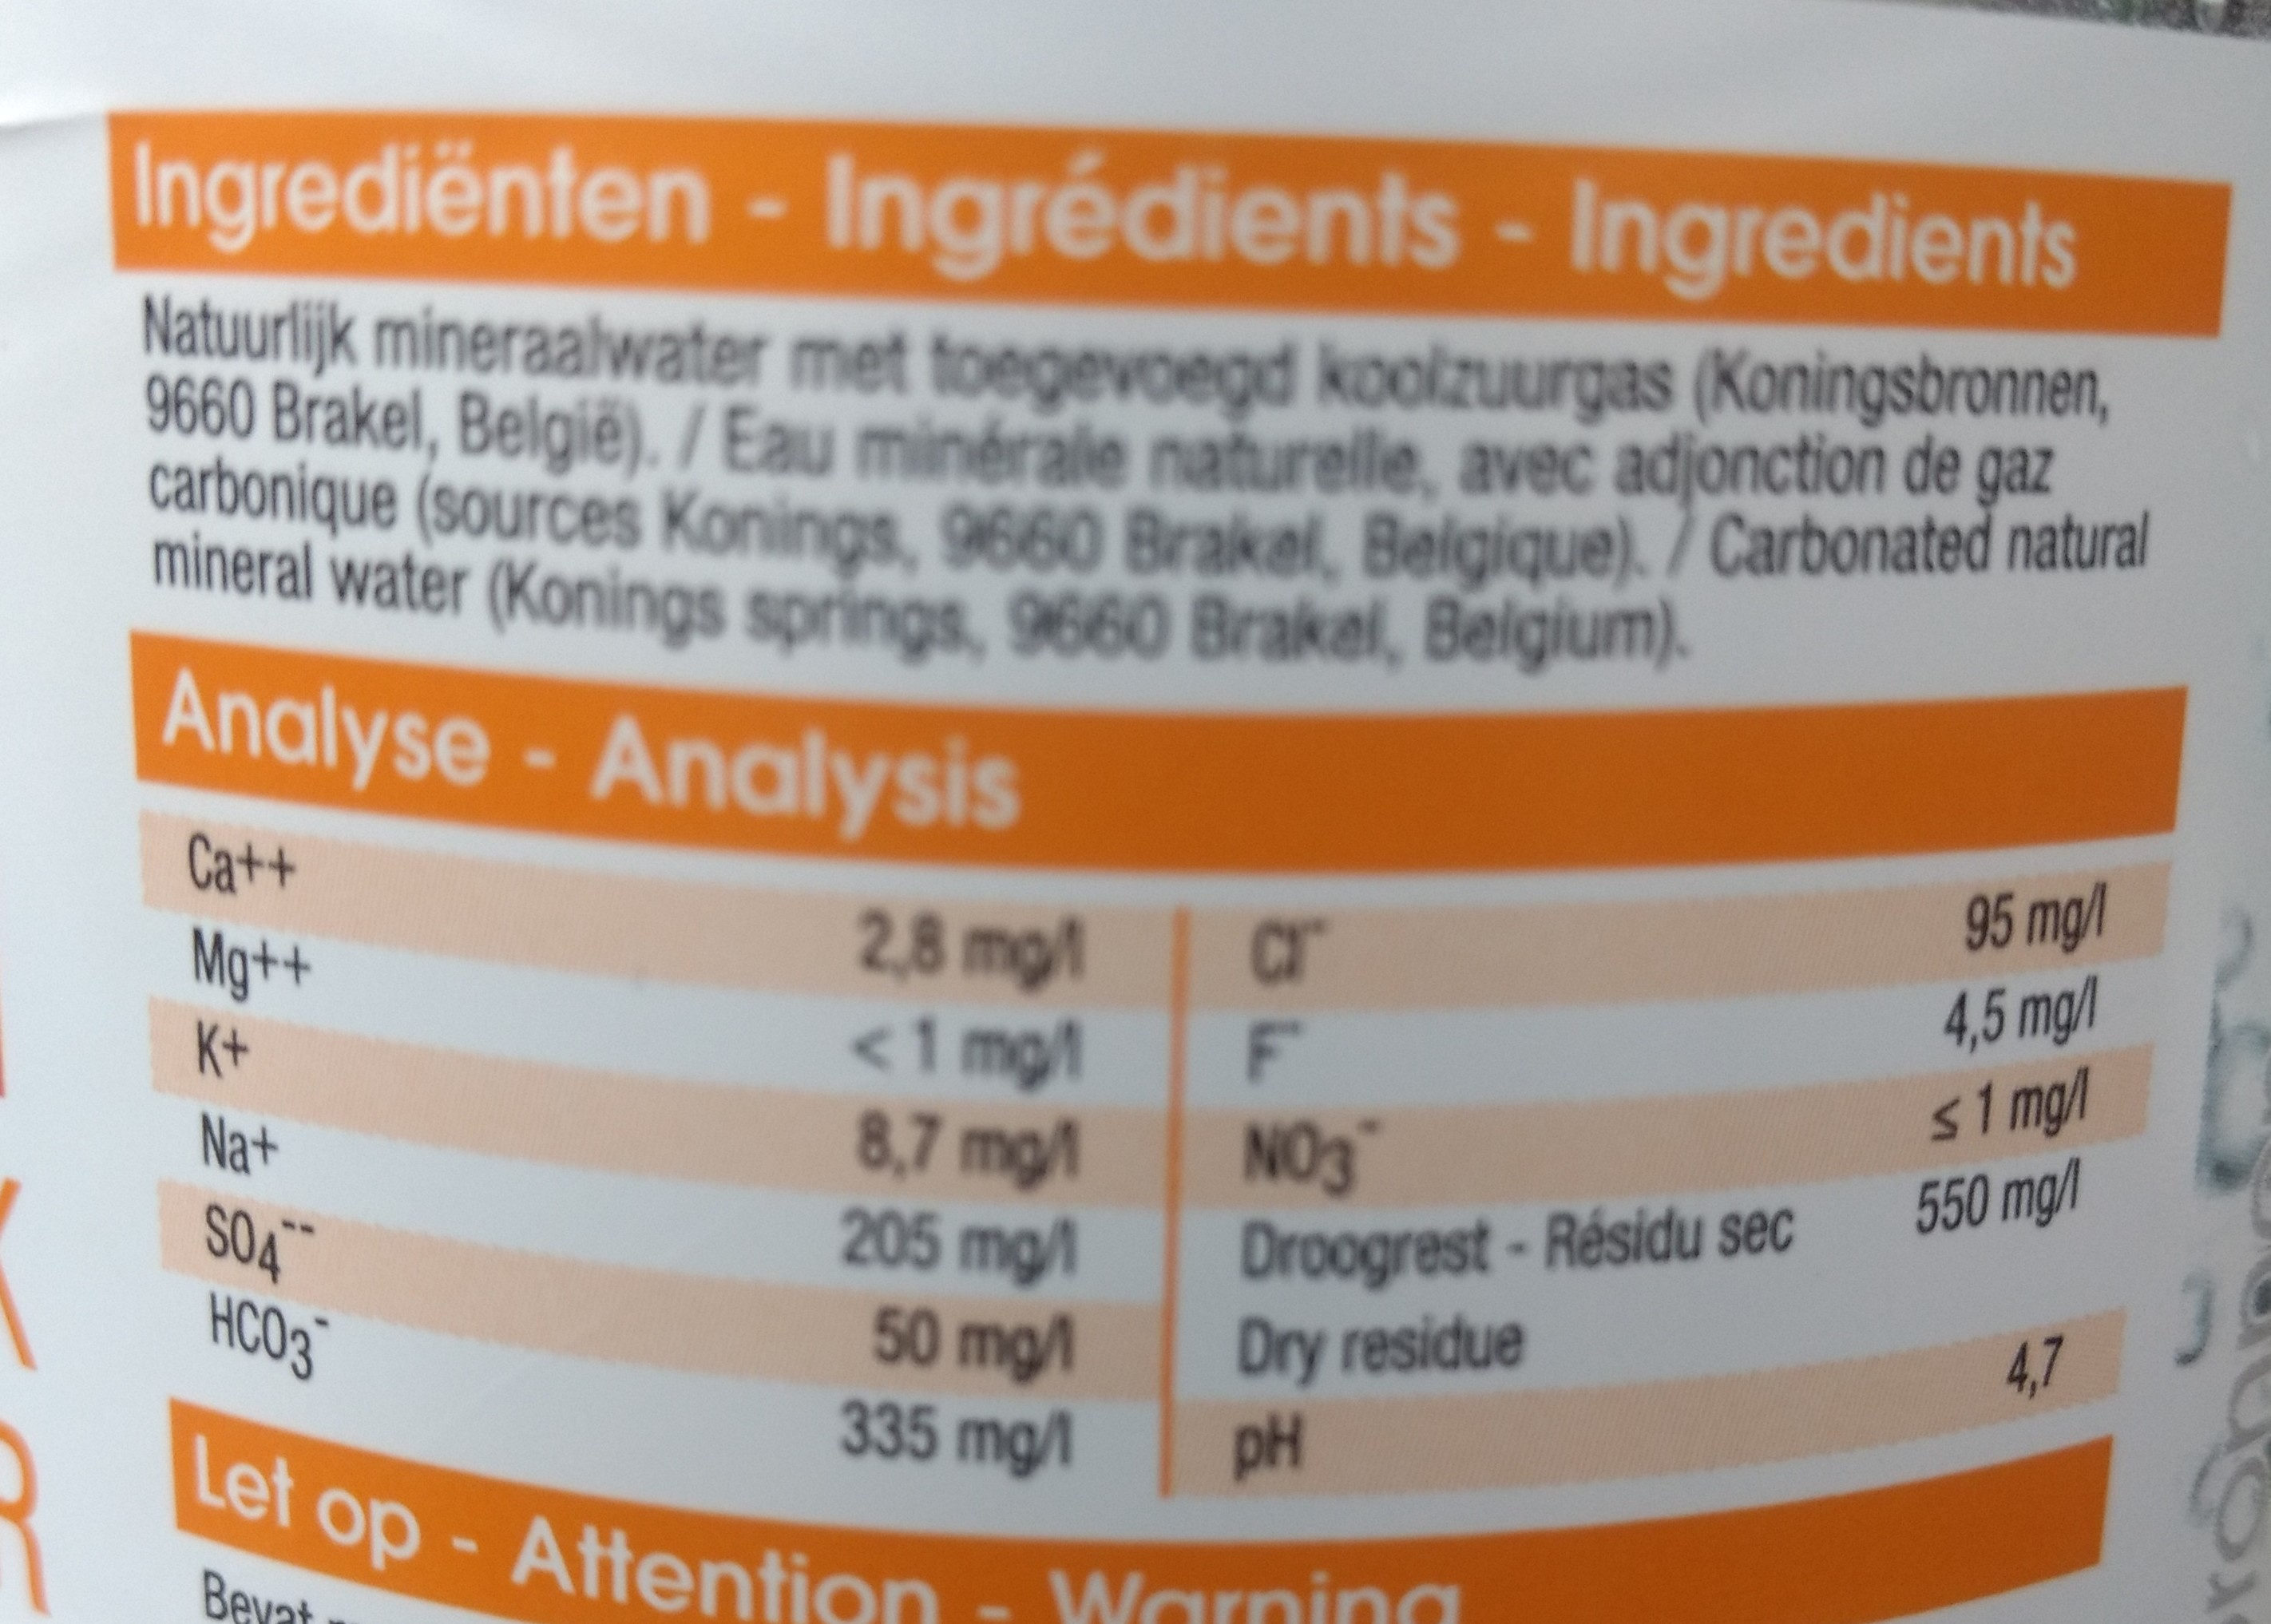 Ingrediënten - Ingrédients - Ingredients
Natuurlijk mineraalwater met toegevoegd koolzuurgas (Koningsbronnen,
9660 Brakel, België). / Eau minérale naturelle, avec adjonction de gaz
carbonique (sources Konings, 9660 Brakel, Belgique). / Carbonated natural
mineral water (Konings springs, 9660 Brakel, Belgium).
Analyse - Analysis
Ca++ 2,8 mg/l Cl⁻ 95 mg/l
Mg++ < 1 mg/l F⁻ 4,5 mg/l
K+ 8,7 mg/l NO3⁻ ≤ 1 mg/l
Na+ 205 mg/l Droogrest - Résidu sec 550 mg/l
SO4⁻⁻ 50 mg/l Dry residue
HCO3⁻ 335 mg/l pH 4,7
Let op - Attention - Warning
Bevat